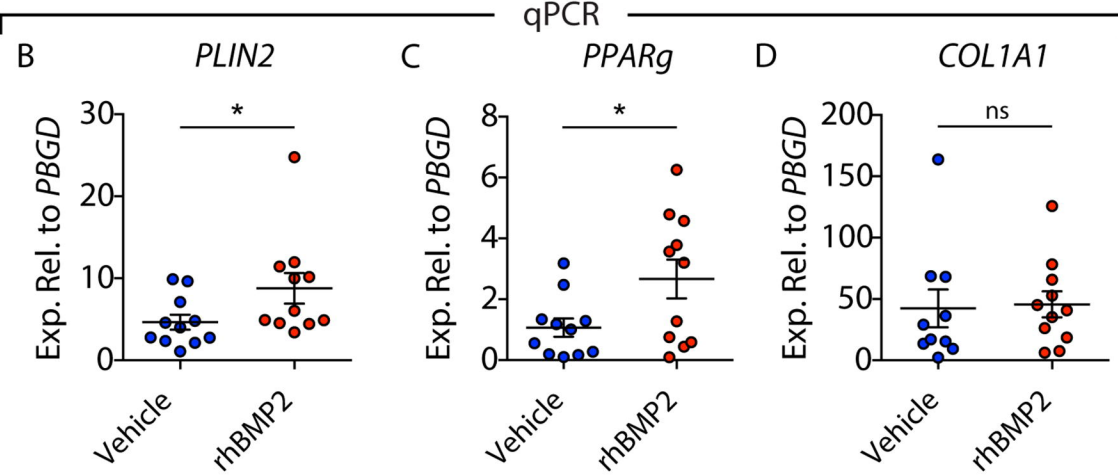 qPCR
B PLIN2
Exp. Rel. to PBGD
30
20
10
0
*
Vehicle
rhBMP2
C PPARg
Exp. Rel. to PBGD
8
6
4
2
0
*
Vehicle
rhBMP2
D COL1A1
Exp. Rel. to PBGD
200
150
100
50
0
ns
Vehicle
rhBMP2